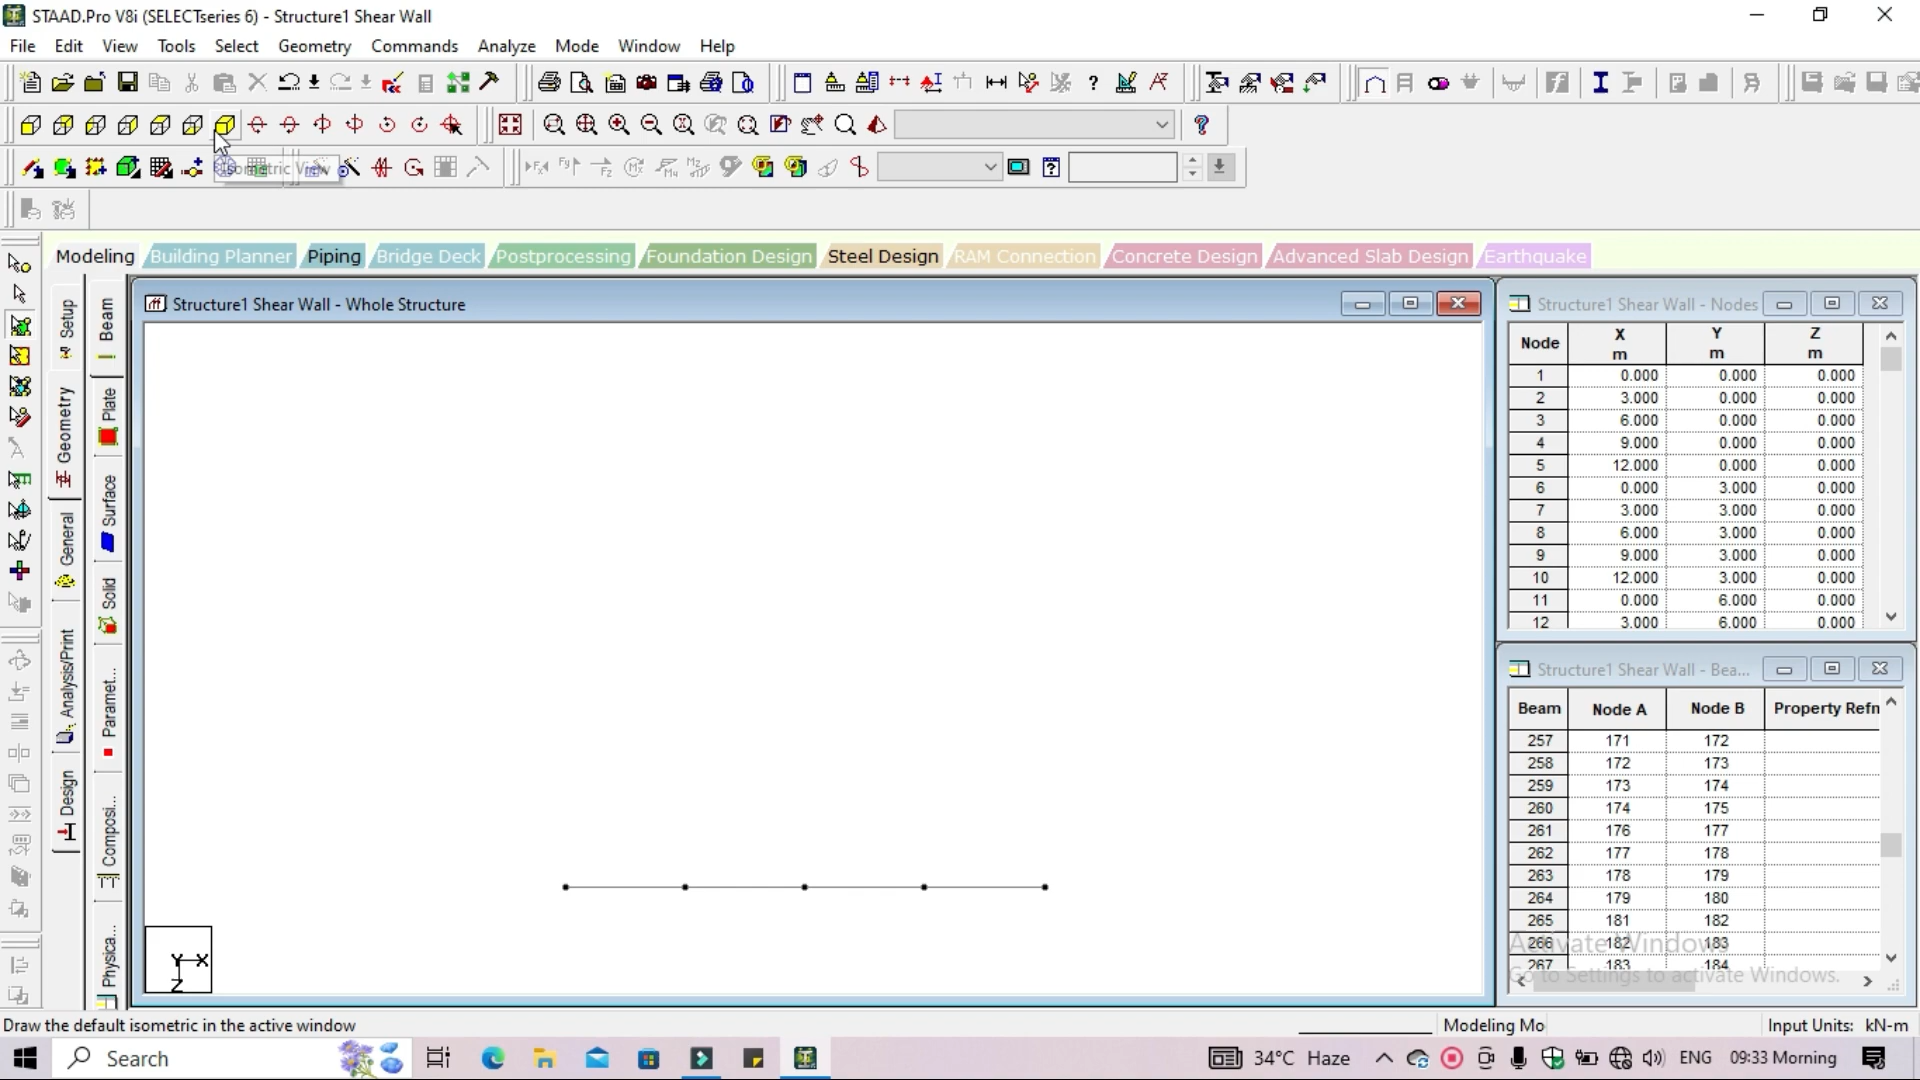 STAAD.Pro V8i (SELECTseries 6) - Structure1 Shear Wall
File Edit View Tools Select Geometry Commands Analyze Mode Window Help
Isometric View
Modeling Building Planner Piping Bridge Deck Postprocessing Foundation Design Steel Design RAM Connection Concrete Design Advanced Slab Design Earthquake
Setup
Geometry
General
Analysis/Print
Design
Beam
Plate
Surface
Solid
Paramet...
Composi...
Physica...
Structure1 Shear Wall - Whole Structure
Y X
Z
Structure1 Shear Wall - Nodes
Node X m Y m Z m
1 0.000 0.000 0.000
2 3.000 0.000 0.000
3 6.000 0.000 0.000
4 9.000 0.000 0.000
5 12.000 0.000 0.000
6 0.000 3.000 0.000
7 3.000 3.000 0.000
8 6.000 3.000 0.000
9 9.000 3.000 0.000
10 12.000 3.000 0.000
11 0.000 6.000 0.000
12 3.000 6.000 0.000
Structure1 Shear Wall - Bea...
Beam Node A Node B Property Refn
257 171 172
258 172 173
259 173 174
260 174 175
261 176 177
262 177 178
263 178 179
264 179 180
265 181 182
266 182 183
267 183 184
Activate Windows
Go to Settings to activate Windows.
Draw the default isometric in the active window
Modeling Mo
Input Units: kN-m
Search
34°C Haze
ENG
09:33 Morning